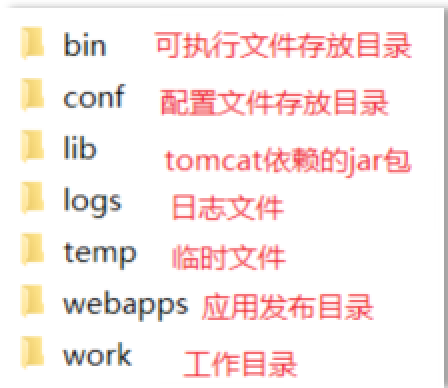 bin 可执行文件存放目录
conf 配置文件存放目录
lib tomcat依赖的jar包
logs 日志文件
temp 临时文件
webapps 应用发布目录
work 工作目录